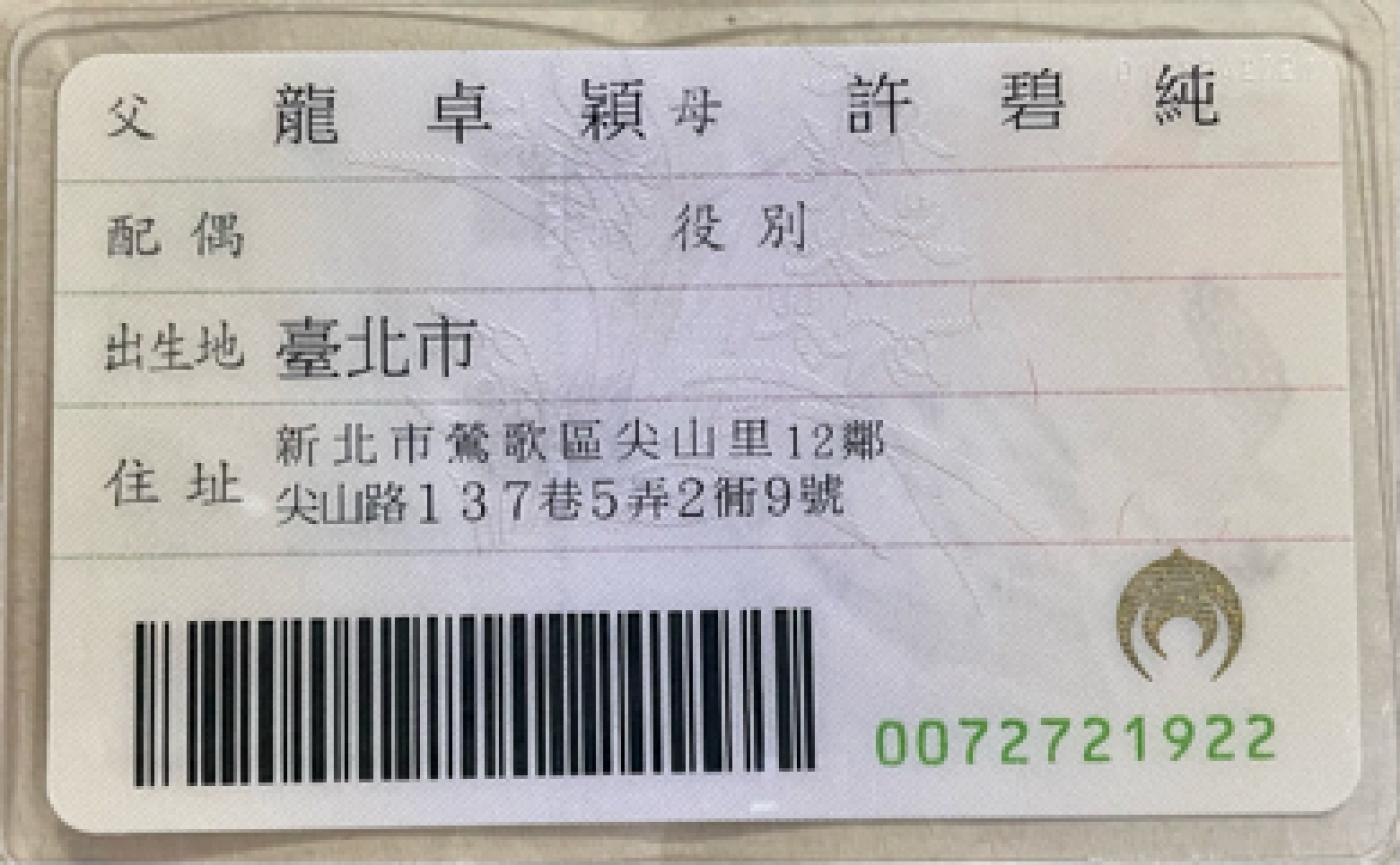 父 龍卓穎 母 許碧純
配偶 役別
出生地 臺北市
住址 新北市鶯歌區尖山里12鄰
尖山路137巷5弄2衖9號
0072721922